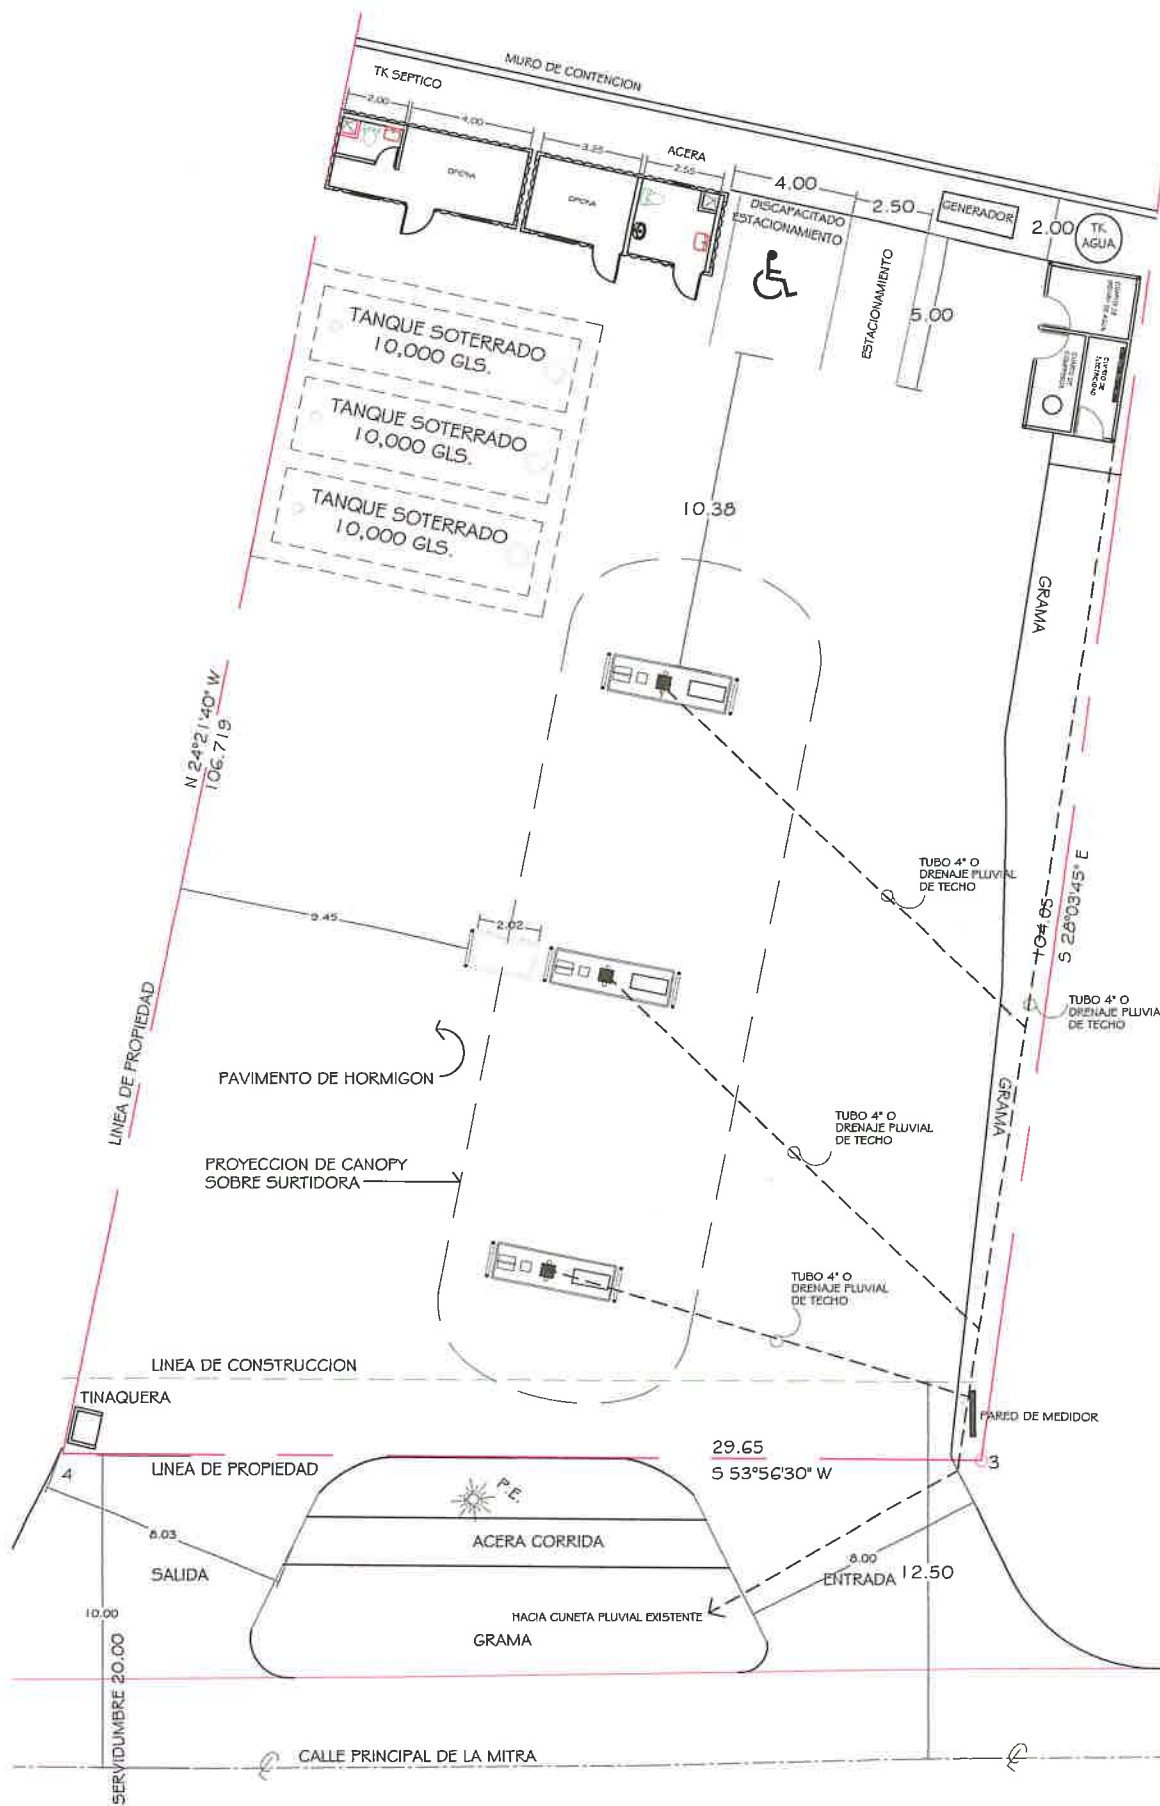 MURO DE CONTENCION
TK SEPTICO
2.00
4.00
3.35
ACERA
2.55
4.00
2.50
GENERADOR
2.00
TK
AGUA
DISCAPACITADO
ESTACIONAMIENTO
OFICINA
OFICINA
ESTACIONAMIENTO
5.00
TANQUE SOTERRADO
10,000 GLS.
TANQUE SOTERRADO
10,000 GLS.
TANQUE SOTERRADO
10,000 GLS.
10.38
GRAMA
N 24°21'40" W
106.719
TUBO 4" O
DRENAJE PLUVIAL
DE TECHO
104.05
S 28°03'45" E
9.45
2.02
TUBO 4" O
DRENAJE PLUVIA
DE TECHO
LINEA DE PROPIEDAD
PAVIMENTO DE HORMIGON
GRAMA
TUBO 4" O
DRENAJE PLUVIAL
DE TECHO
PROYECCION DE CANOPY
SOBRE SURTIDORA
TUBO 4" O
DRENAJE PLUVIAL
DE TECHO
LINEA DE CONSTRUCCION
TINAQUERA
PARED DE MEDIDOR
29.65
S 53°56'30" W
LINEA DE PROPIEDAD
4
3
P.E.
ACERA CORRIDA
8.03
SALIDA
8.00
ENTRADA
12.50
HACIA CUNETA PLUVIAL EXISTENTE
GRAMA
10.00
SERVIDUMBRE 20.00
CALLE PRINCIPAL DE LA MITRA